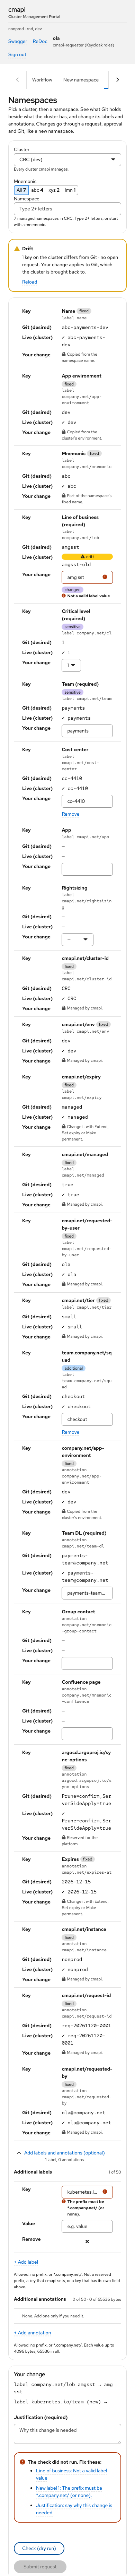 cmapi
Cluster Management Portal
nonprod · rnd, dev.
Swagger
ReDoc
ola
cmapi-requester (Keycloak roles)
Sign out
Workflow
New namespace
Namespaces
Pick a cluster, then a namespace. See what Git holds beside what the cluster runs, and change its labels and annotations. Changes go through a request, approval and Git, like a new namespace.
Cluster
CRC (dev)
Every cluster cmapi manages.
Mnemonic
All 7
abc 4
xyz 2
lmn 1
Namespace
Type 2+ letters
7 managed namespaces in CRC. Type 2+ letters, or start with a mnemonic.
Drift
1 key on the cluster differs from Git - no open request. Your change applies to Git, which the cluster is brought back to.
Reload
Key
Name fixed
label name
Git (desired)
abc-payments-dev
Live (cluster)
✓ abc-payments-dev
Your change
Copied from the namespace name.
Key
App environment
fixed
label company.net/app-environment
Git (desired)
dev
Live (cluster)
✓ dev
Your change
Copied from the cluster's environment.
Key
Mnemonic fixed
label company.net/mnemonic
Git (desired)
abc
Live (cluster)
✓ abc
Your change
Part of the namespace's fixed name.
Key
Line of business (required)
label company.net/lob
Git (desired)
amgsst
Live (cluster)
drift
amgsst-old
Your change
amg sst
changed
Not a valid label value
Key
Critical level (required)
sensitive
label company.net/cl
Git (desired)
1
Live (cluster)
✓ 1
Your change
1
Key
Team (required)
sensitive
label company.net/team
Git (desired)
payments
Live (cluster)
✓ payments
Your change
payments
Key
Cost center
label company.net/cost-center
Git (desired)
cc-4410
Live (cluster)
✓ cc-4410
Your change
cc-4410
Remove
Key
App
label company.net/app
Git (desired)
—
Live (cluster)
—
Your change
Key
Rightsizing
label company.net/rightsizing
Git (desired)
—
Live (cluster)
—
Your change
—
Key
cmapi.net/cluster-id
fixed
label cmapi.net/cluster-id
Git (desired)
CRC
Live (cluster)
✓ CRC
Your change
Managed by cmapi.
Key
cmapi.net/env fixed
label cmapi.net/env
Git (desired)
dev
Live (cluster)
✓ dev
Your change
Managed by cmapi.
Key
cmapi.net/expiry
fixed
label cmapi.net/expiry
Git (desired)
managed
Live (cluster)
✓ managed
Your change
Change it with Extend, Set expiry or Make permanent.
Key
cmapi.net/managed
fixed
label cmapi.net/managed
Git (desired)
true
Live (cluster)
✓ true
Your change
Managed by cmapi.
Key
cmapi.net/requested-by-user
fixed
label cmapi.net/requested-by-user
Git (desired)
ola
Live (cluster)
✓ ola
Your change
Managed by cmapi.
Key
cmapi.net/tier fixed
label cmapi.net/tier
Git (desired)
small
Live (cluster)
✓ small
Your change
Managed by cmapi.
Key
team.company.net/squad
additional
label team.company.net/squad
Git (desired)
checkout
Live (cluster)
✓ checkout
Your change
checkout
Remove
Key
company.net/app-environment
fixed
annotation company.net/app-environment
Git (desired)
dev
Live (cluster)
✓ dev
Your change
Copied from the cluster's environment.
Key
Team DL (required)
annotation company.net/team-dl
Git (desired)
payments-team@company.net
Live (cluster)
✓ payments-team@company.net
Your change
payments-team...
Key
Group contact
annotation company.net/mnemonic-group-contact
Git (desired)
—
Live (cluster)
—
Your change
Key
Confluence page
annotation company.net/mnemonic-confluence
Git (desired)
—
Live (cluster)
—
Your change
Key
argocd.argoproj.io/sync-options
fixed
annotation argocd.argoproj.io/sync-options
Git (desired)
Prune=confirm,ServerSideApply=true
Live (cluster)
✓ Prune=confirm,ServerSideApply=true
Your change
Reserved for the platform.
Key
Expires fixed
annotation cmapi.net/expires-at
Git (desired)
2026-12-15
Live (cluster)
✓ 2026-12-15
Your change
Change it with Extend, Set expiry or Make permanent.
Key
cmapi.net/instance
fixed
annotation cmapi.net/instance
Git (desired)
nonprod
Live (cluster)
✓ nonprod
Your change
Managed by cmapi.
Key
cmapi.net/request-id
fixed
annotation cmapi.net/request-id
Git (desired)
req-20261120-0001
Live (cluster)
✓ req-20261120-0001
Your change
Managed by cmapi.
Key
cmapi.net/requested-by
fixed
annotation cmapi.net/requested-by
Git (desired)
ola@company.net
Live (cluster)
✓ ola@company.net
Your change
Managed by cmapi.
Add labels and annotations (optional)
1 label, 0 annotations
Additional labels
1 of 50
Key
kubernetes.i...
The prefix must be *.company.net/ (or none).
Value
e.g. value
Remove
+ Add label
Allowed: no prefix, or *.company.net/. Not a reserved prefix, a key that cmapi sets, or a key that has its own field above.
Additional annotations
0 of 50 · 0 of 65536 bytes
None. Add one only if you need it.
+ Add annotation
Allowed: no prefix, or *.company.net/. Each value up to 4096 bytes, 65536 in all.
Your change
label company.net/lob amgsst → amg sst
label kubernetes.io/team (new) →
Justification (required)
Why this change is needed
The check did not run. Fix these:
Line of business: Not a valid label value
New label 1: The prefix must be *.company.net/ (or none).
Justification: say why this change is needed.
Check (dry run)
Submit request